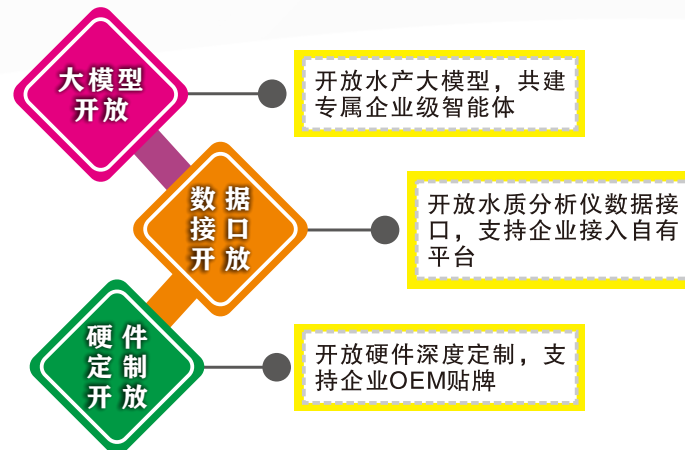 大模型
开放
开放水产大模型，共建
专属企业级智能体
数据
接口
开放
开放水质分析仪数据接
口，支持企业接入自有
平台
硬件
定制
开放
开放硬件深度定制，支
持企业OEM贴牌